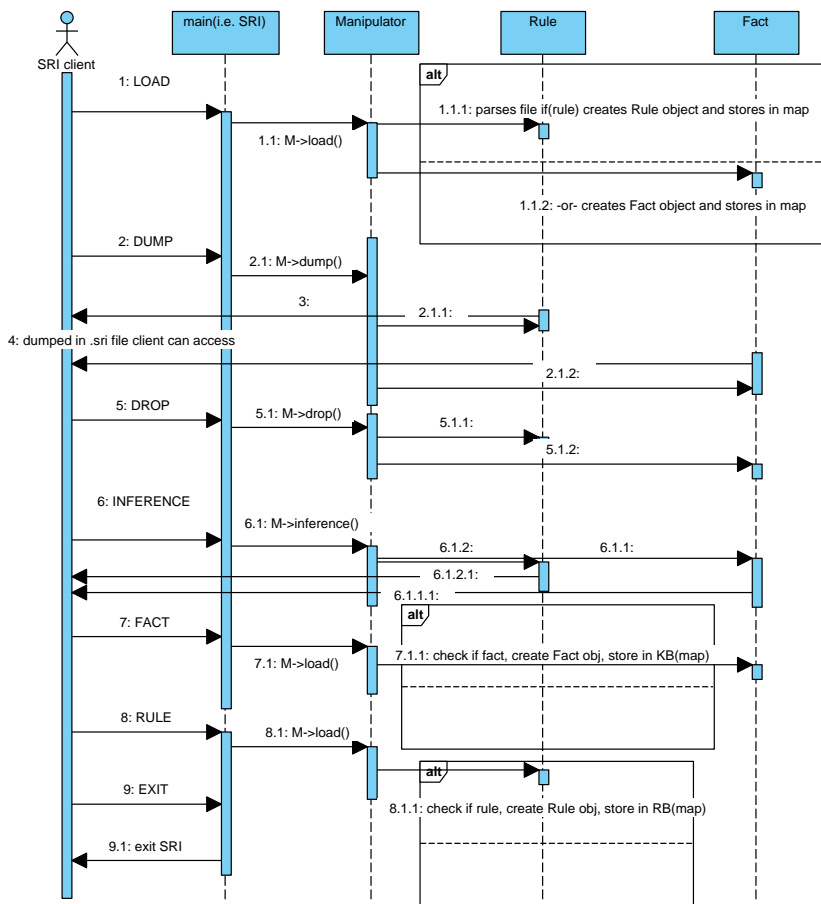 main(i.e. SRI)
Manipulator
Rule
Fact
SRI client
alt
1: LOAD
1.1.1: parses file if(rule) creates Rule object and stores in map
1.1: M->load()
1.1.2: -or- creates Fact object and stores in map
2: DUMP
2.1: M->dump()
3:
2.1.1:
4: dumped in .sri file client can access
2.1.2:
5: DROP
5.1: M->drop()
5.1.1:
5.1.2:
6: INFERENCE
6.1: M->inference()
6.1.2:
6.1.1:
6.1.2.1:
6.1.1.1:
alt
7: FACT
7.1: M->load()
7.1.1: check if fact, create Fact obj, store in KB(map)
8: RULE
8.1: M->load()
alt
9: EXIT
8.1.1: check if rule, create Rule obj, store in RB(map)
9.1: exit SRI